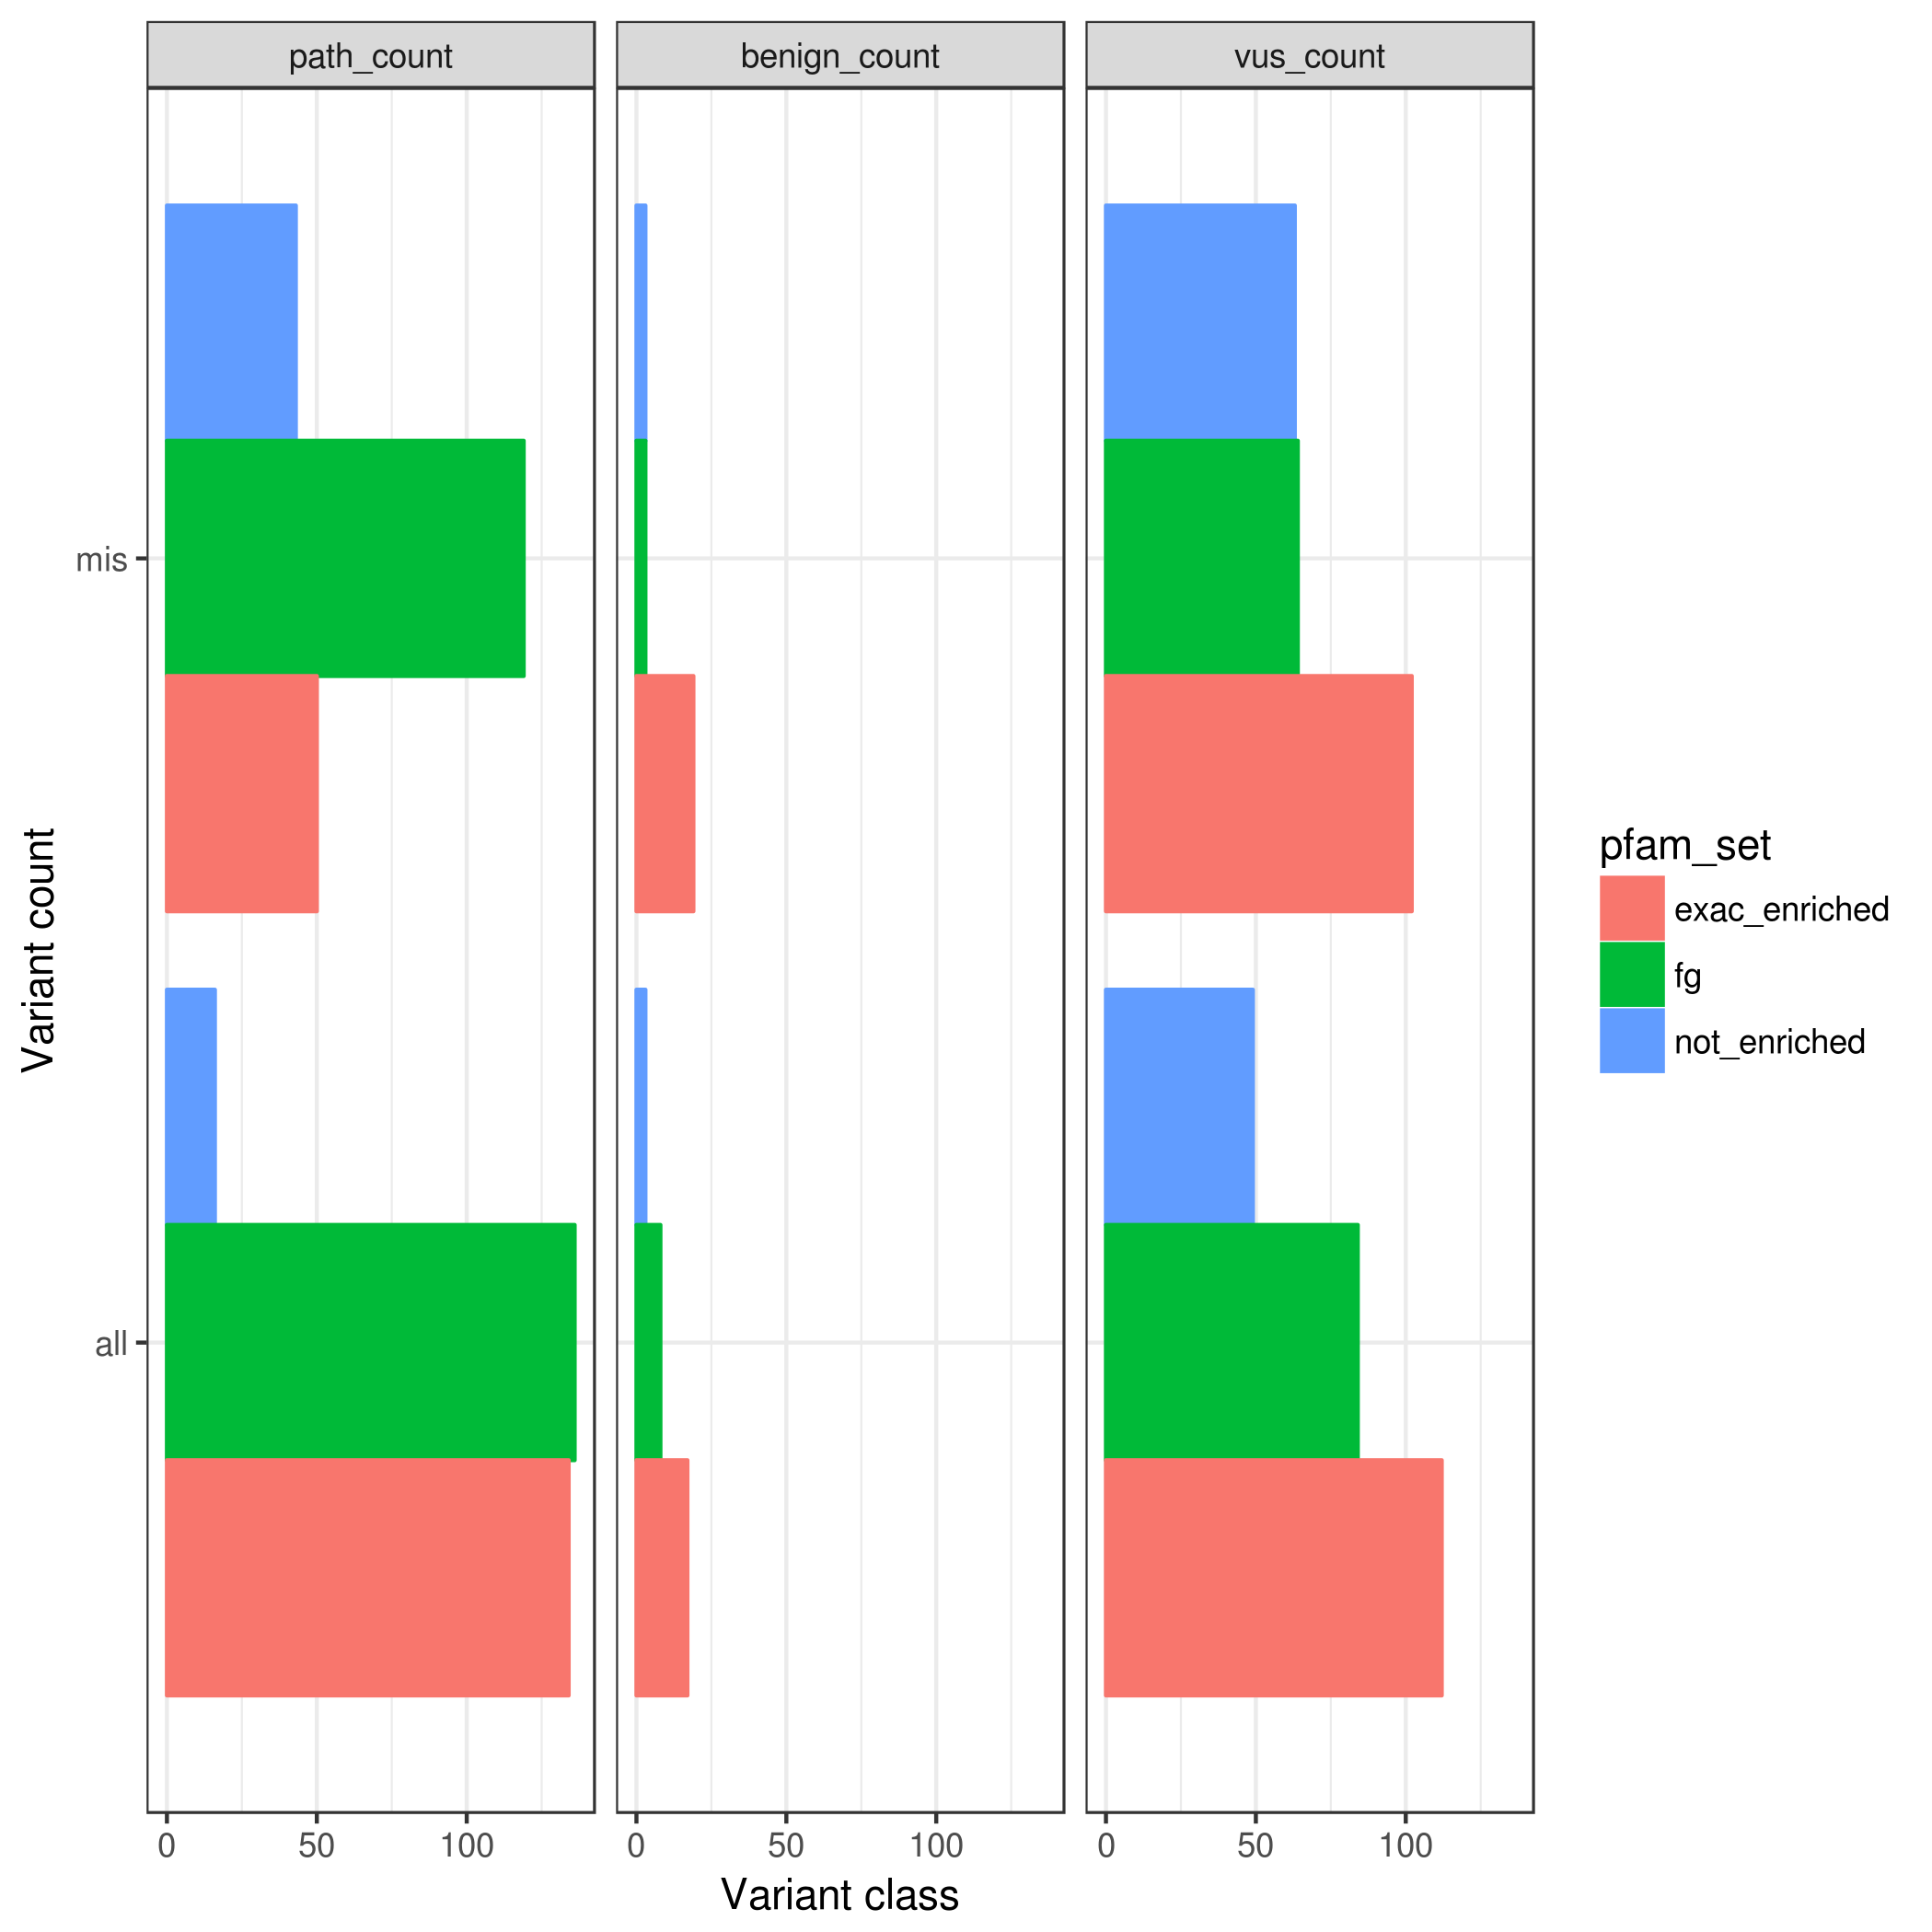 path_count benign_count vus_count
mis
all
Variant count
0 50 100 0 50 100 0 50 100
Variant class
pfam_set
exac_enriched
fg
not_enriched